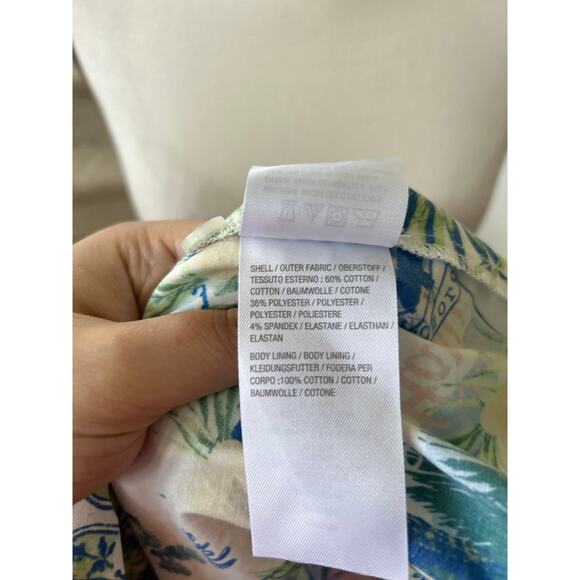 SHELL / OUTER FABRIC / OBERSTOFF /
TESSUTO ESTERNO : 60% COTTON /
COTTON / BAUMWOLLE / COTONE
36% POLYESTER / POLYESTER /
POLYESTER / POLIESTERE
4% SPANDEX / ELASTANE / ELASTHAN /
ELASTAN
BODY LINING / BODY LINING /
KLEIDUNGSFUTTER / FODERA PER
CORPO :100% COTTON / COTTON /
BAUMWOLLE / COTONE